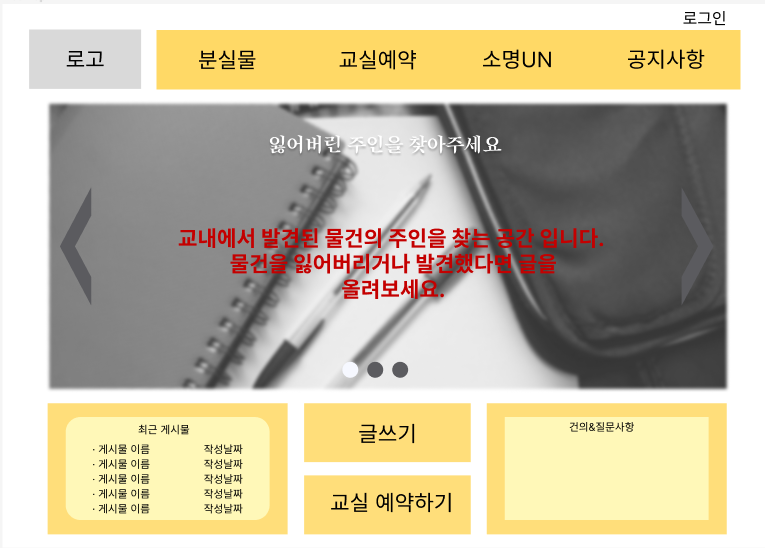 로그인
로고
분실물
교실예약
소명UN
공지사항
잃어버린 주인을 찾아주세요
교내에서 발견된 물건의 주인을 찾는 공간 입니다.
물건을 잃어버리거나 발견했다면 글을
올려보세요.
최근 게시물
· 게시물 이름 작성날짜
· 게시물 이름 작성날짜
· 게시물 이름 작성날짜
· 게시물 이름 작성날짜
· 게시물 이름 작성날짜
글쓰기
교실 예약하기
건의&질문사항